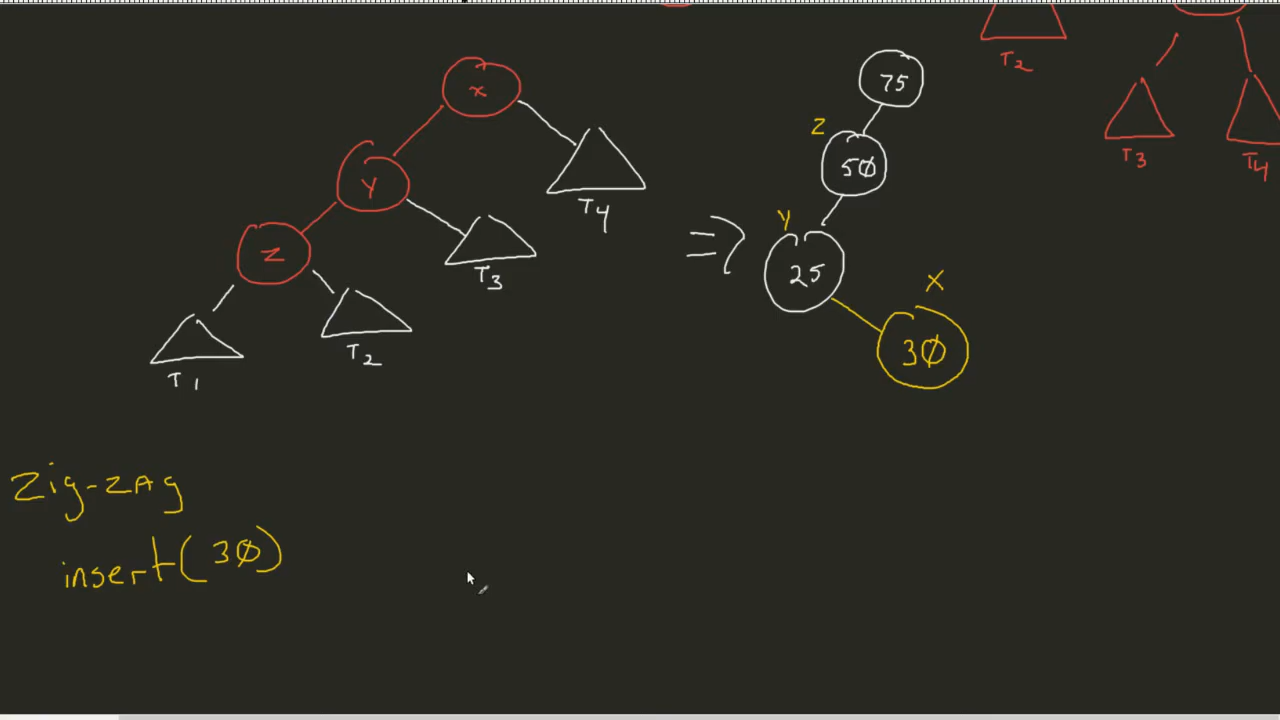 x
y
z
T1
T2
T3
T4
=>
75
z
50
y
25
x
30
T2
T3
T4
Zig-zAg
insert(30)